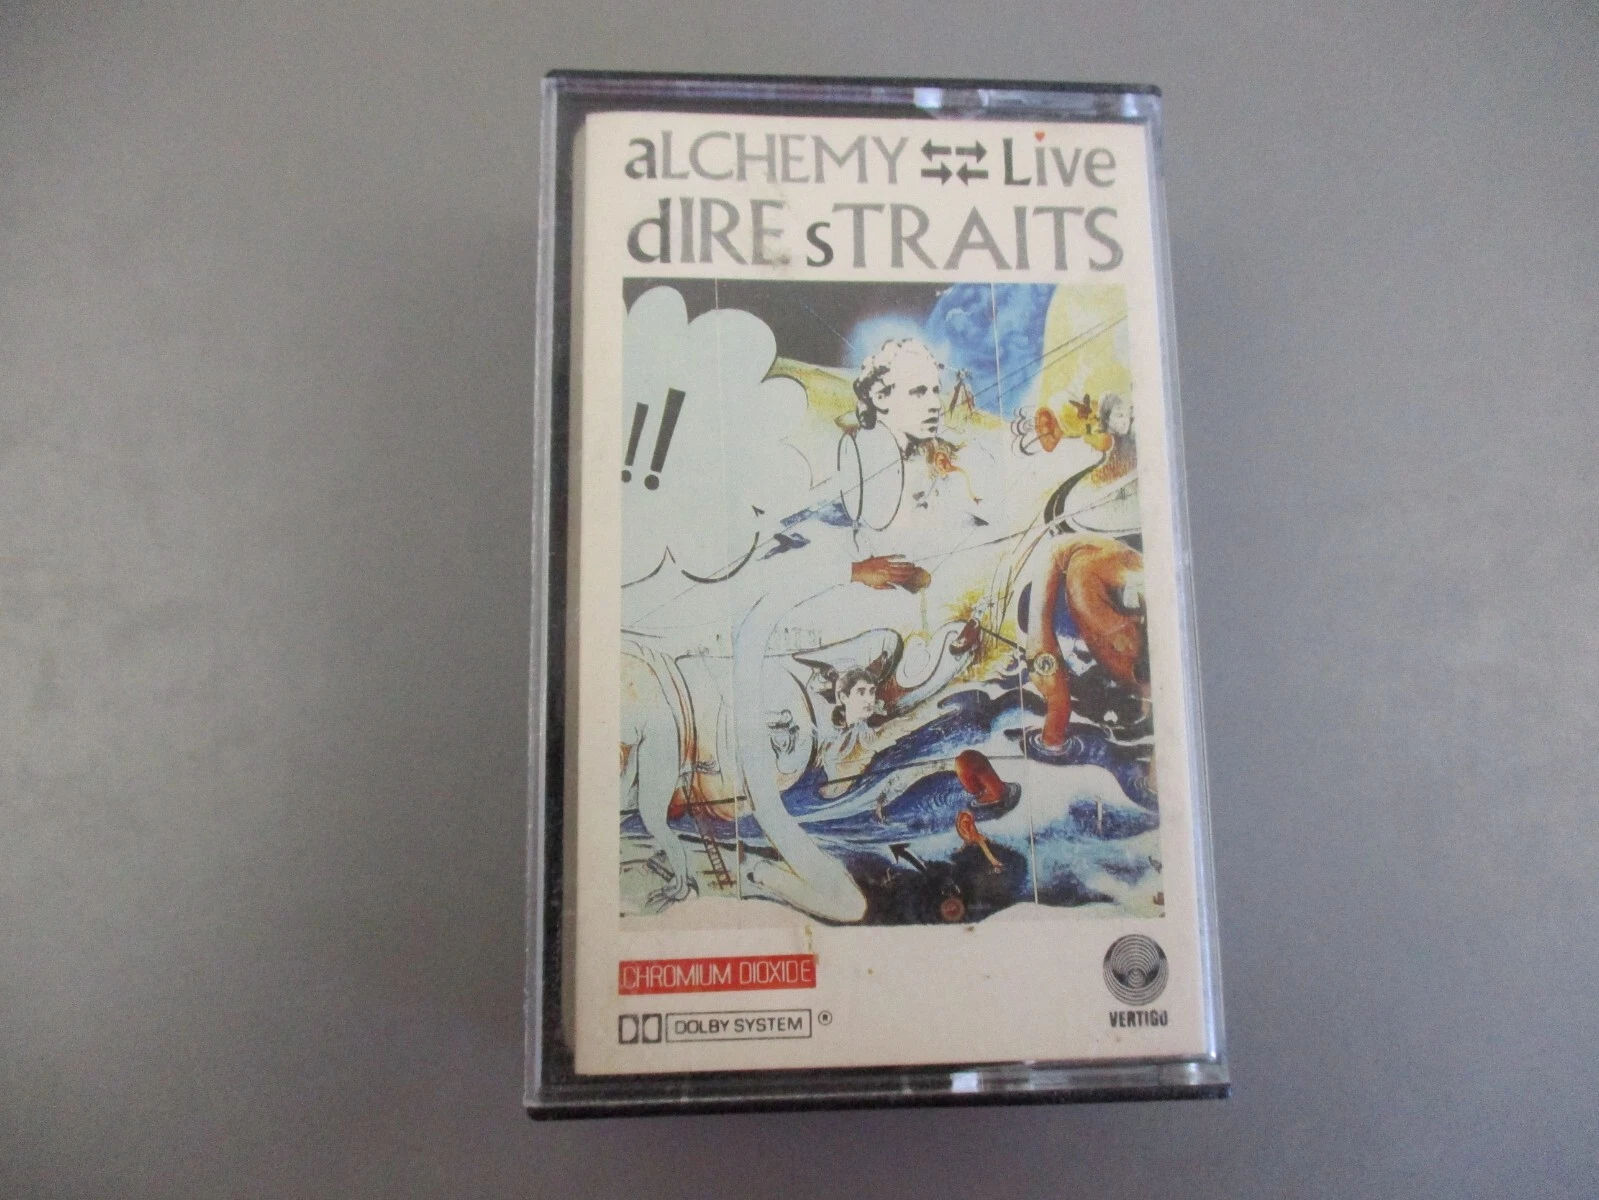 aLCHEMY Live
dIRE sTRAITS
!!
CHROMIUM DIOXIDE
DOLBY SYSTEM ®
VERTIGO